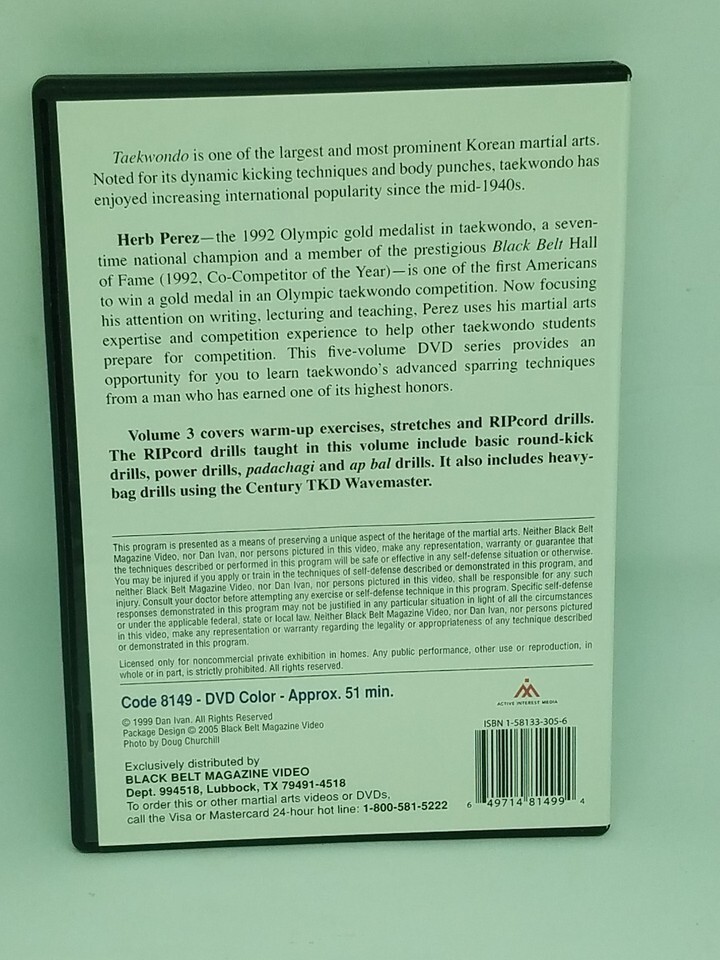 Taekwondo is one of the largest and most prominent Korean martial arts.
Noted for its dynamic kicking techniques and body punches, taekwondo has
enjoyed increasing international popularity since the mid-1940s.
Herb Perez—the 1992 Olympic gold medalist in taekwondo, a seven-
time national champion and a member of the prestigious Black Belt Hall
of Fame (1992, Co-Competitor of the Year)—is one of the first Americans
to win a gold medal in an Olympic taekwondo competition. Now focusing
his attention on writing, lecturing and teaching, Perez uses his martial arts
expertise and competition experience to help other taekwondo students
prepare for competition. This five-volume DVD series provides an
opportunity for you to learn taekwondo's advanced sparring techniques
from a man who has earned one of its highest honors.
Volume 3 covers warm-up exercises, stretches and RIPcord drills.
The RIPcord drills taught in this volume include basic round-kick
drills, power drills, padachagi and ap bal drills. It also includes heavy-
bag drills using the Century TKD Wavemaster.
This program is presented as a means of preserving a unique aspect of the heritage of the martial arts. Neither Black Belt
Magazine Video, nor Dan Ivan, nor persons pictured in this video, make any representation, warranty or guarantee that
the techniques described or performed in this program will be safe or effective in any self-defense situation or otherwise.
You may be injured if you apply or train in the techniques of self-defense described or demonstrated in this program, and
neither Black Belt Magazine Video, nor Dan Ivan, nor persons pictured in this video, shall be responsible for any such
injury. Consult your doctor before attempting any exercise or self-defense technique in this program. Specific self-defense
responses demonstrated in this program may not be justified in any particular situation in light of all the circumstances
or under the applicable federal, state or local law. Neither Black Belt Magazine Video, nor Dan Ivan, nor persons pictured
in this video, make any representation or warranty regarding the legality or appropriateness of any technique described
or demonstrated in this program.
Licensed only for noncommercial private exhibition in homes. Any public performance, other use or reproduction, in
whole or in part, is strictly prohibited. All rights reserved.
Code 8149 - DVD Color - Approx. 51 min.
© 1999 Dan Ivan. All Rights Reserved
Package Design © 2005 Black Belt Magazine Video
Photo by Doug Churchill
Exclusively distributed by
BLACK BELT MAGAZINE VIDEO
Dept. 994518, Lubbock, TX 79491-4518
To order this or other martial arts videos or DVDs,
call the Visa or Mastercard 24-hour hot line: 1-800-581-5222
ACTIVE INTEREST MEDIA
ISBN 1-58133-305-6
6 49714 81499 4